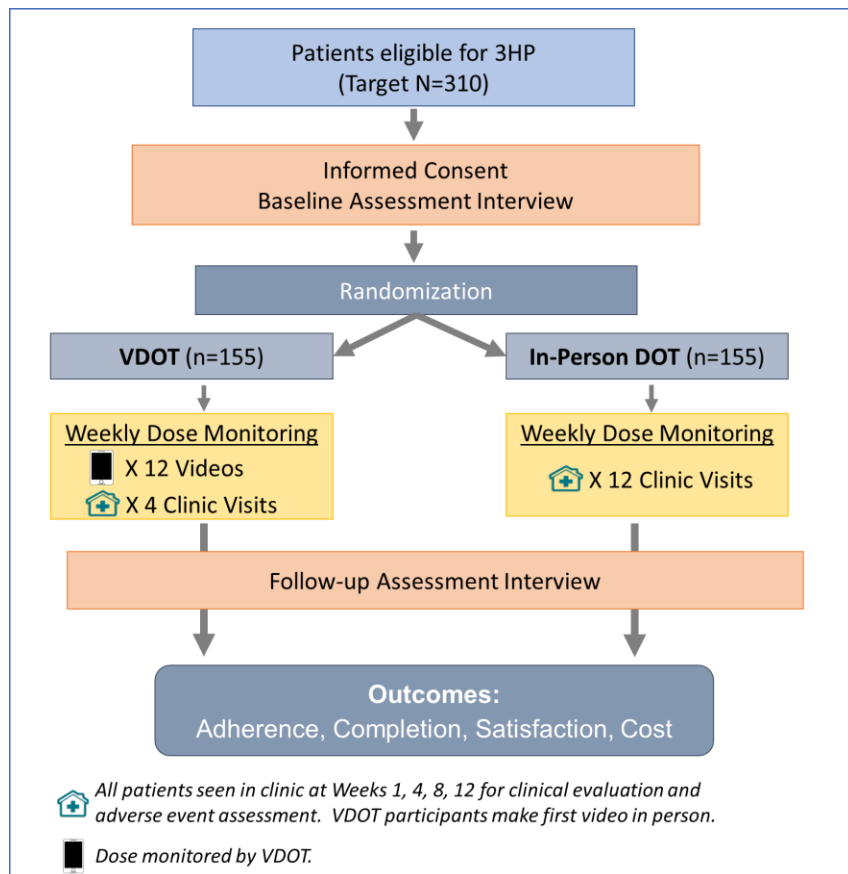 Patients eligible for 3HP
(Target N=310)
Informed Consent
Baseline Assessment Interview
Randomization
VDOT (n=155)
In-Person DOT (n=155)
Weekly Dose Monitoring
X 12 Videos
X 4 Clinic Visits
Weekly Dose Monitoring
X 12 Clinic Visits
Follow-up Assessment Interview
Outcomes:
Adherence, Completion, Satisfaction, Cost
All patients seen in clinic at Weeks 1, 4, 8, 12 for clinical evaluation and
adverse event assessment.  VDOT participants make first video in person.
Dose monitored by VDOT.